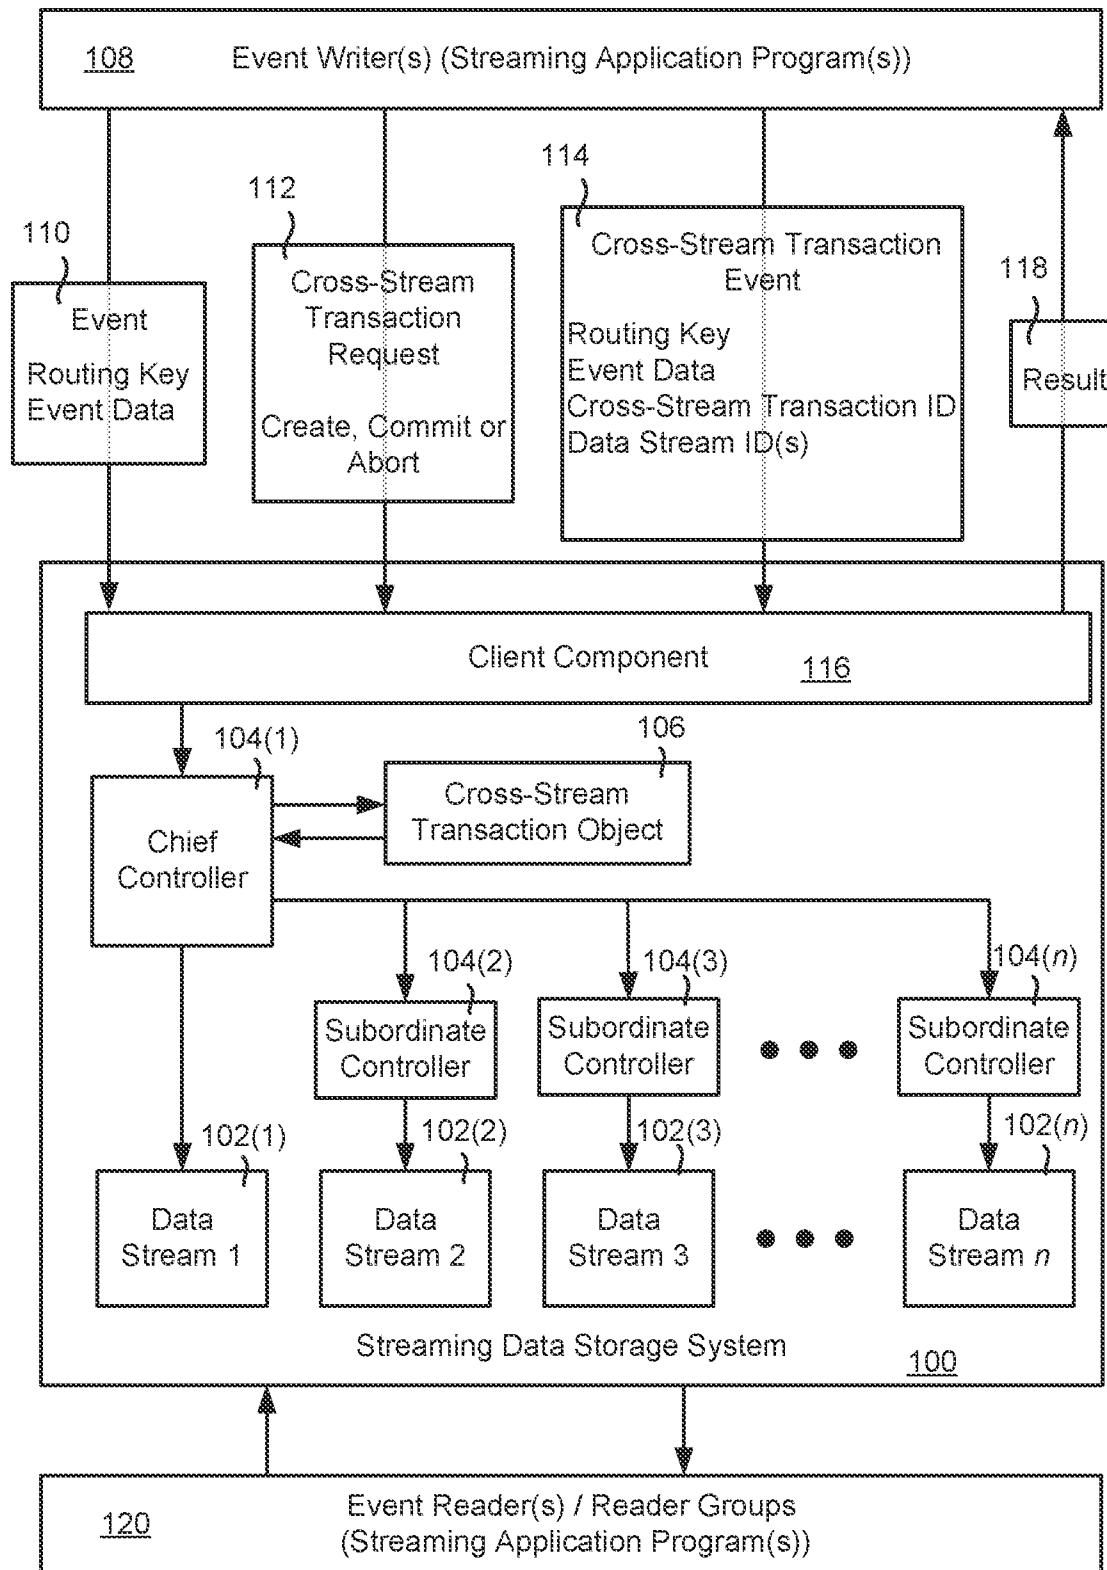 108
Event Writer(s) (Streaming Application Program(s))
110
Event
Routing Key
Event Data
112
Cross-Stream
Transaction
Request
Create, Commit or
Abort
114
Cross-Stream Transaction
Event
Routing Key
Event Data
Cross-Stream Transaction ID
Data Stream ID(s)
118
Result
Client Component
116
104(1)
Chief
Controller
106
Cross-Stream
Transaction Object
104(2)
Subordinate
Controller
104(3)
Subordinate
Controller
104(n)
Subordinate
Controller
102(1)
Data
Stream 1
102(2)
Data
Stream 2
102(3)
Data
Stream 3
102(n)
Data
Stream n
Streaming Data Storage System
100
120
Event Reader(s) / Reader Groups
(Streaming Application Program(s))